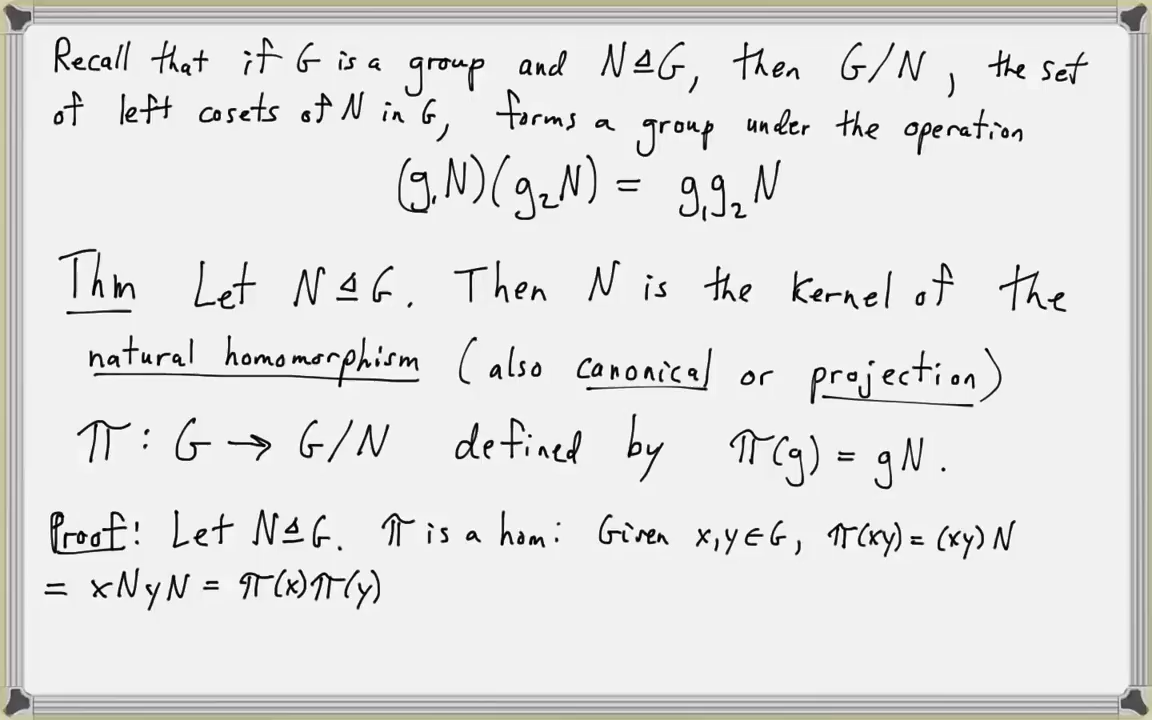 Recall that if G is a group and N⊴G, then G/N, the set
of left cosets of N in G, forms a group under the operation
(g₁N)(g₂N) = g₁g₂N
Thm Let N⊴G. Then N is the kernel of the
natural homomorphism (also canonical or projection)
π: G → G/N defined by π(g) = gN.
Proof: Let N⊴G. π is a hom: Given x,y∈G, π(xy) = (xy)N
= xNyN = π(x)π(y)